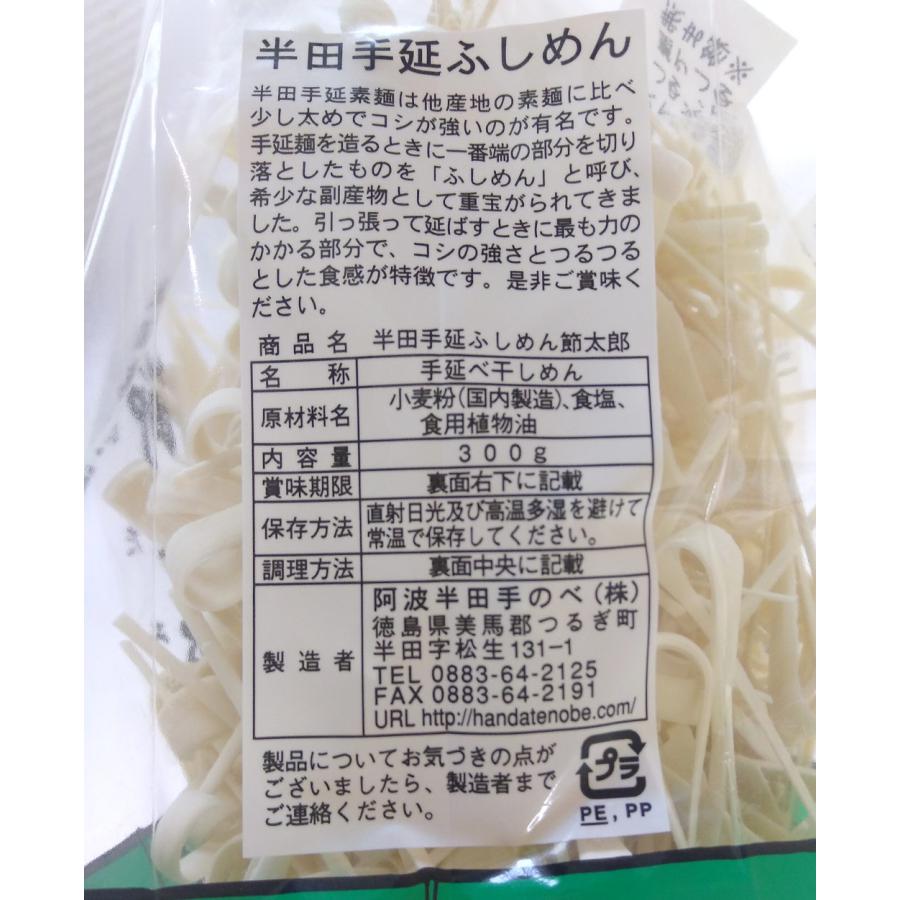 半田手延ふしめん
半田手延素麺は他産地の素麺に比べ
少し太めでコシが強いのが有名です。
手延麺を造るときに一番端の部分を切り
落としたものを「ふしめん」と呼び、
希少な副産物として重宝がられてきま
した。引っ張って延ばすときに最も力の
かかる部分で、コシの強さとつるつる
とした食感が特徴です。是非ご賞味く
ださい。
商品名 半田手延ふしめん節太郎
名称 手延べ干しめん
原材料名 小麦粉(国内製造)、食塩、
食用植物油
内容量 300g
賞味期限 裏面右下に記載
保存方法 直射日光及び高温多湿を避けて
常温で保存してください。
調理方法 裏面中央に記載
製造者 阿波半田手のべ(株)
徳島県美馬郡つるぎ町
半田字松生131-1
TEL 0883-64-2125
FAX 0883-64-2191
URL http://handatenobe.com/
製品についてお気づきの点が
ございましたら、製造者まで
ご連絡ください。
プラ
PE, PP